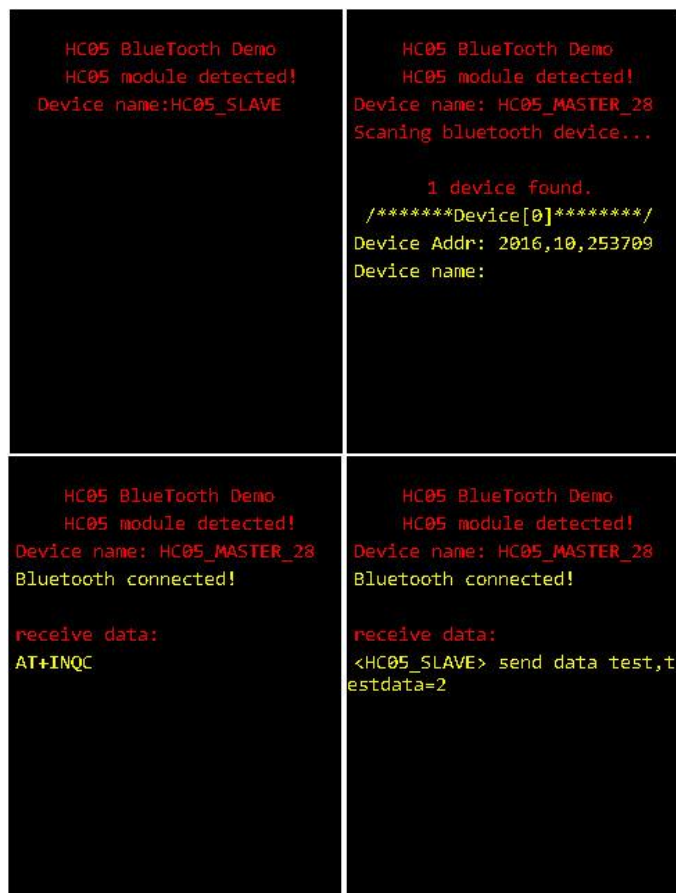 HC05 BlueTooth Demo
HC05 module detected!
Device name:HC05_SLAVE
HC05 BlueTooth Demo
HC05 module detected!
Device name: HC05_MASTER_28
Scaning bluetooth device...
1 device found.
/*******Device[0]********/
Device Addr: 2016,10,253709
Device name:
HC05 BlueTooth Demo
HC05 module detected!
Device name: HC05_MASTER_28
Bluetooth connected!
receive data:
AT+INQC
HC05 BlueTooth Demo
HC05 module detected!
Device name: HC05_MASTER_28
Bluetooth connected!
receive data:
<HC05_SLAVE> send data test,t
estdata=2